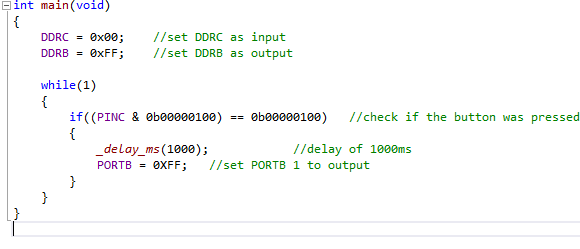 int main(void)
{
DDRC = 0x00; //set DDRC as input
DDRB = 0xFF; //set DDRB as output
while(1)
{
if((PINC & 0b00000100) == 0b00000100) //check if the button was pressed
{
_delay_ms(1000); //delay of 1000ms
PORTB = 0XFF; //set PORTB 1 to output
}
}
}